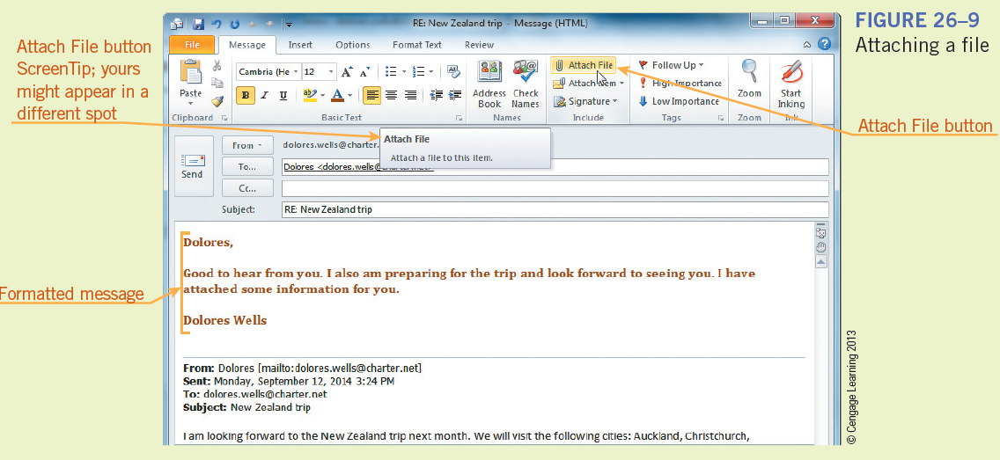 FIGURE 26–9
Attaching a file
Attach File button
ScreenTip; yours
might appear in a
different spot
Attach File button
Formatted message
RE: New Zealand trip - Message (HTML)
File Message Insert Options Format Text Review
Paste
Clipboard
Cambria (He 12
B I U
A A
Basic Text
Address
Book
Check
Names
Names
Attach File
Attach Item
Signature
Include
Follow Up
High Importance
Low Importance
Tags
Zoom
Zoom
Start
Inking
Ink
Attach File
Attach a file to this item.
Send
From
dolores.wells@charter.
To...
Dolores <dolores.wells@charter.net>
Cc...
Subject:
RE: New Zealand trip
Dolores,
Good to hear from you. I also am preparing for the trip and look forward to seeing you. I have
attached some information for you.
Dolores Wells
From: Dolores [mailto:dolores.wells@charter.net]
Sent: Monday, September 12, 2014 3:24 PM
To: dolores.wells@charter.net
Subject: New Zealand trip
I am looking forward to the New Zealand trip next month. We will visit the following cities: Auckland, Christchurch,
© Cengage Learning 2013